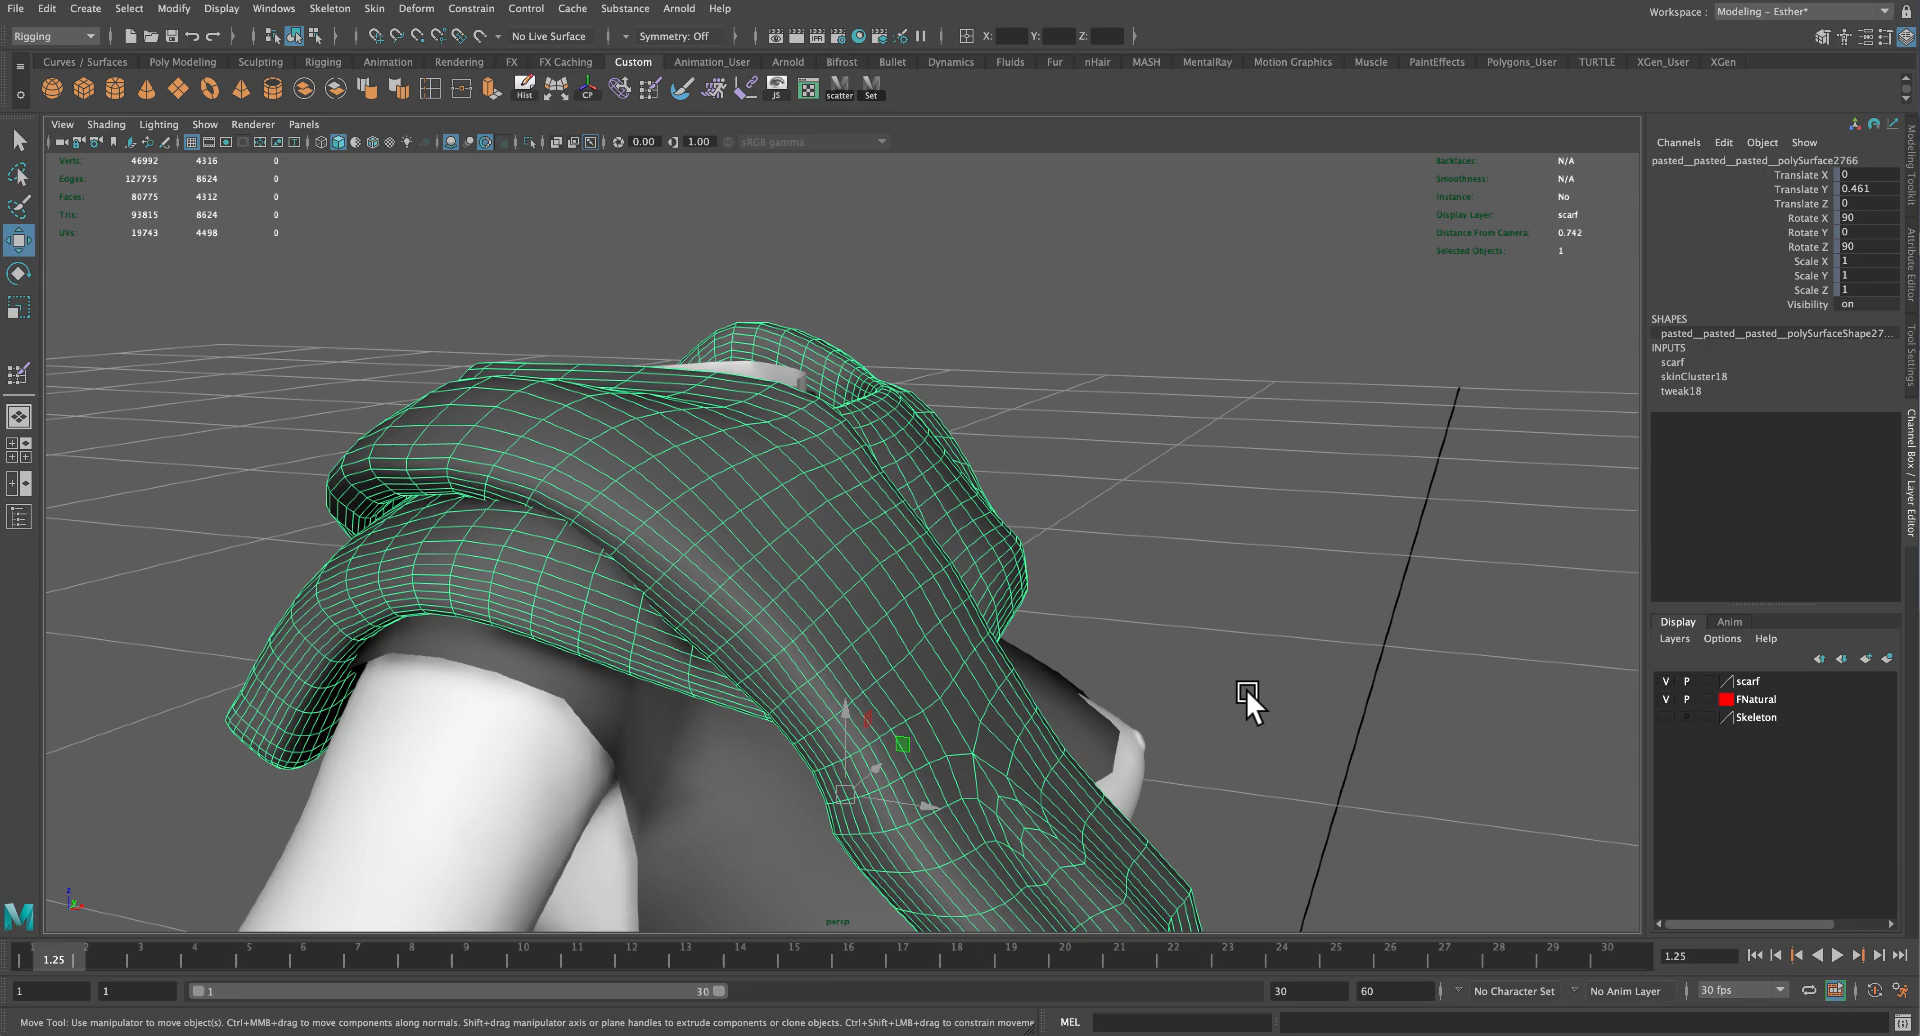 File Edit Create Select Modify Display Windows Skeleton Skin Deform Constrain Control Cache Substance Arnold Help
Workspace : Modeling - Esther*
Rigging No Live Surface Symmetry: Off X: Y: Z:
Curves / Surfaces Poly Modeling Sculpting Rigging Animation Rendering FX FX Caching Custom Animation_User Arnold Bifrost Bullet Dynamics Fluids Fur nHair MASH MentalRay Motion Graphics Muscle PaintEffects Polygons_User TURTLE XGen_User XGen
Hist CP JS scatter Set
View Shading Lighting Show Renderer Panels
0.00 1.00 sRGB gamma
Verts: 46992 4316 0
Edges: 127755 8624 0
Faces: 80775 4312 0
Tris: 93815 8624 0
UVs: 19743 4498 0
Backfaces: N/A
Smoothness: N/A
Instance: No
Display Layer: scarf
Distance From Camera: 0.742
Selected Objects: 1
persp
z
y
Channels Edit Object Show
pasted__pasted__pasted__polySurface2766
Translate X 0
Translate Y 0.461
Translate Z 0
Rotate X 90
Rotate Y 0
Rotate Z 90
Scale X 1
Scale Y 1
Scale Z 1
Visibility on
SHAPES
pasted__pasted__pasted__polySurfaceShape27...
INPUTS
scarf
skinCluster18
tweak18
Modeling Toolkit
Attribute Editor
Tool Settings
Channel Box / Layer Editor
Display Anim
Layers Options Help
V P scarf
V P FNatural
P Skeleton
1 2 3 4 5 6 7 8 9 10 11 12 13 14 15 16 17 18 19 20 21 22 23 24 25 26 27 28 29 30
1.25 1.25
1 1 1 30 30 60 No Character Set No Anim Layer 30 fps
Move Tool: Use manipulator to move object(s). Ctrl+MMB+drag to move components along normals. Shift+drag manipulator axis or plane handles to extrude components or clone objects. Ctrl+Shift+LMB+drag to constrain moveme
MEL